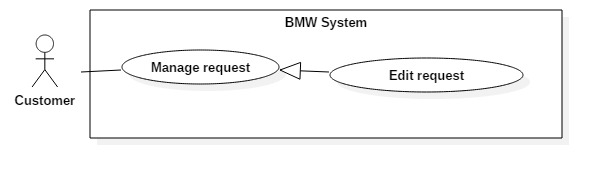 BMW System
Manage request
Edit request
Customer